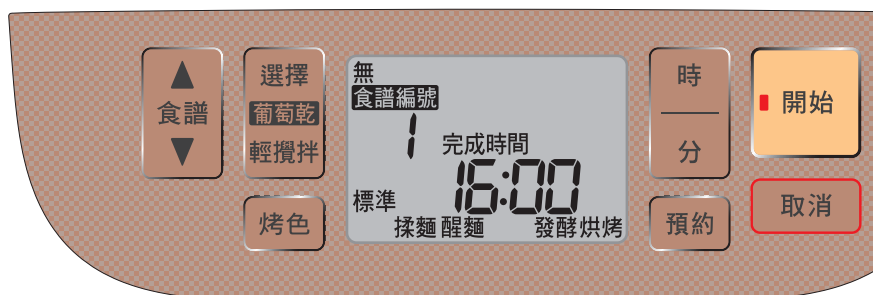 ▲
食譜
▼
選擇
葡萄乾
輕攪拌
烤色
無
食譜編號
1
完成時間
16:00
標準
揉麵 醒麵 發酵 烘烤
時
分
預約
開始
取消